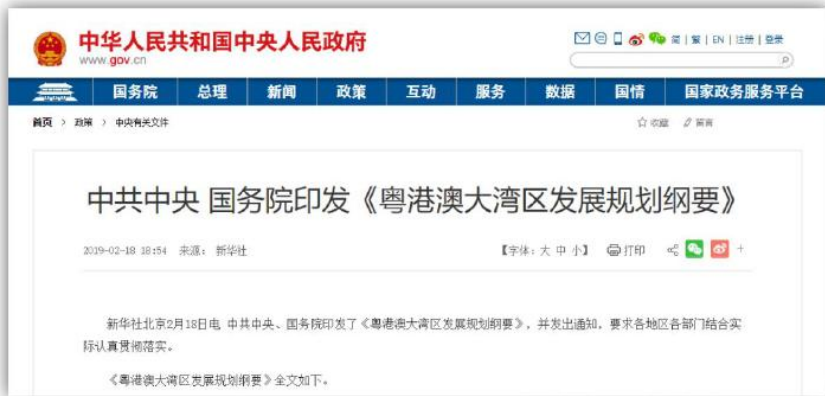 中华人民共和国中央人民政府
www.gov.cn
简 | 繁 | EN | 注册 | 登录
国务院 总理 新闻 政策 互动 服务 数据 国情 国家政务服务平台
首页 > 政策 > 中央有关文件
收藏 留言
中共中央 国务院印发《粤港澳大湾区发展规划纲要》
2019-02-18 18:54 来源: 新华社
【字体: 大 中 小】 打印 +
新华社北京2月18日电 中共中央、国务院印发了《粤港澳大湾区发展规划纲要》，并发出通知，要求各地区各部门结合实
际认真贯彻落实。
《粤港澳大湾区发展规划纲要》全文如下。